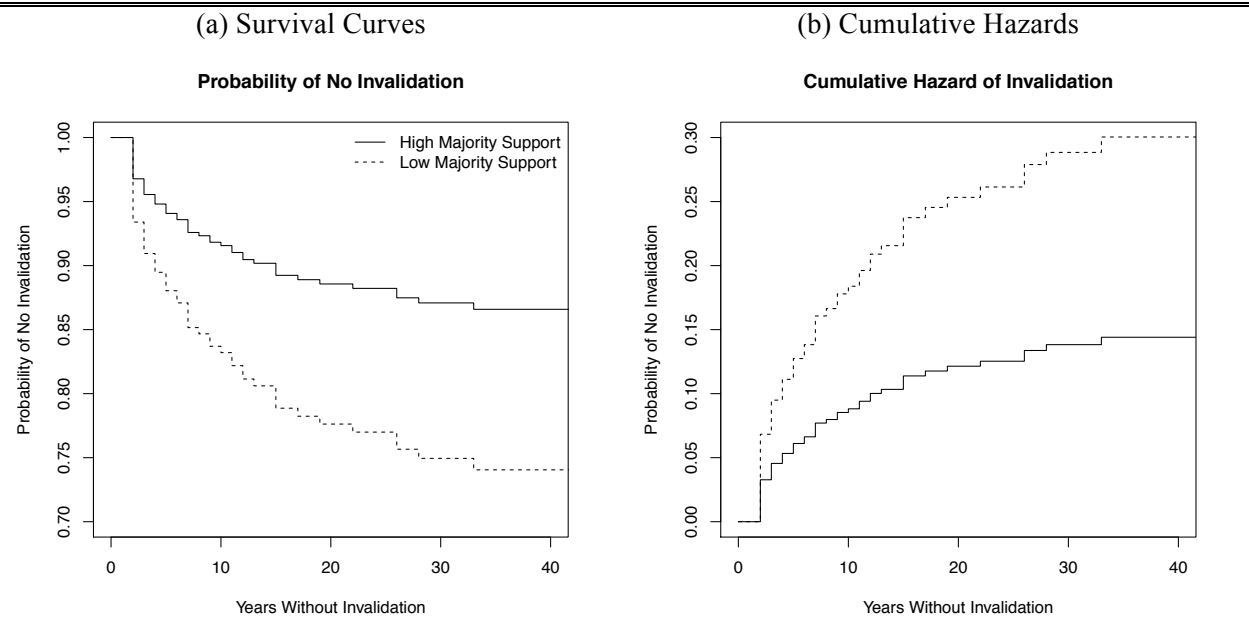 (a) Survival Curves
Probability of No Invalidation
1.00
0.95
0.90
0.85
0.80
0.75
0.70
Probability of No Invalidation
High Majority Support
Low Majority Support
0 10 20 30 40
Years Without Invalidation
(b) Cumulative Hazards
Cumulative Hazard of Invalidation
0.30
0.25
0.20
0.15
0.10
0.05
0.00
Probability of No Invalidation
0 10 20 30 40
Years Without Invalidation